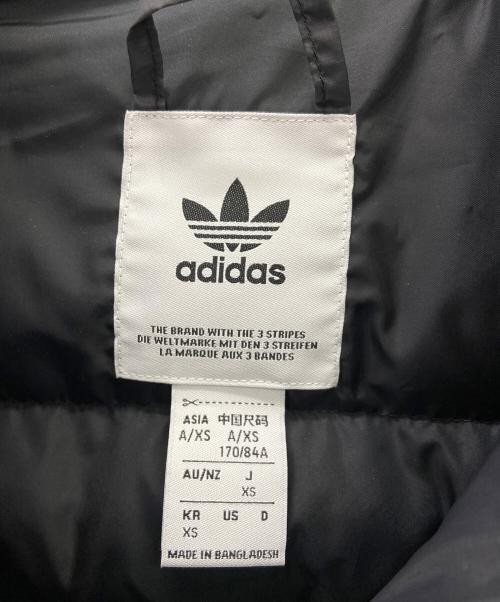 adidas
THE BRAND WITH THE 3 STRIPES
DIE WELTMARKE MIT DEN 3 STREIFEN
LA MARQUE AUX 3 BANDES
ASIA 中国尺码
A/XS A/XS
170/84A
AU/NZ J
XS
KR US D
XS
MADE IN BANGLADESH